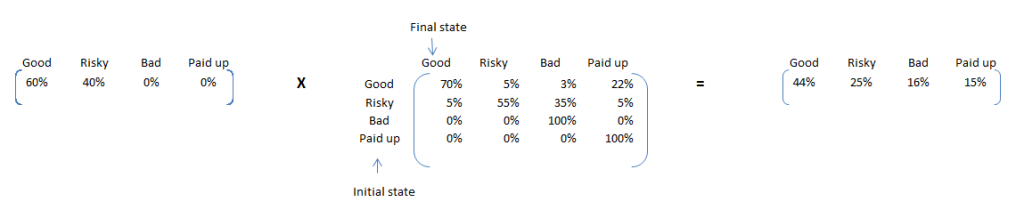 Final state
Good Risky Bad Paid up
60% 40% 0% 0%
X
Good Risky Bad Paid up
Good 70% 5% 3% 22%
Risky 5% 55% 35% 5%
Bad 0% 0% 100% 0%
Paid up 0% 0% 0% 100%
Initial state
=
Good Risky Bad Paid up
44% 25% 16% 15%